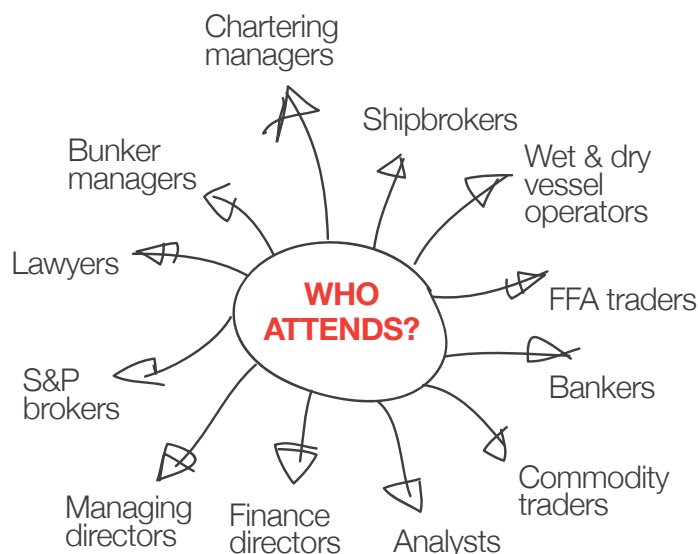 Chartering
managers
Shipbrokers
Wet & dry
vessel
operators
FFA traders
Bankers
Commodity
traders
Analysts
Finance
directors
Managing
directors
S&P
brokers
Lawyers
Bunker
managers
WHO
ATTENDS?